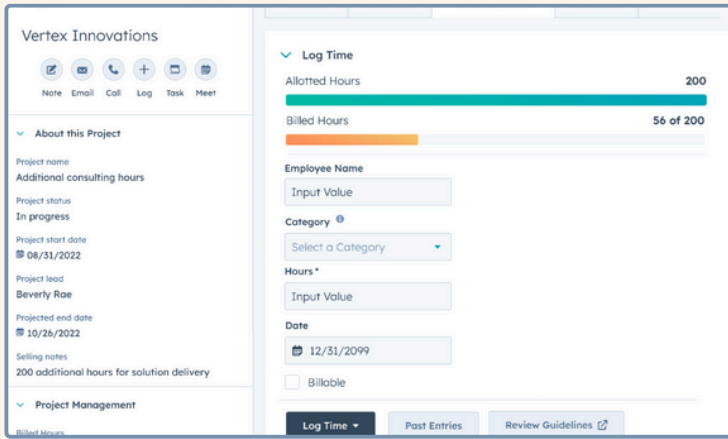 Vertex Innovations
Note Email Call Log Task Meet
About this Project
Project name
Additional consulting hours
Project status
In progress
Project start date
08/31/2022
Project lead
Beverly Rae
Projected end date
10/26/2022
Selling notes
200 additional hours for solution delivery
Project Management
Billed Hours
Log Time
Allotted Hours 200
Billed Hours 56 of 200
Employee Name
Input Value
Category
Select a Category
Hours*
Input Value
Date
12/31/2099
Billable
Log Time Past Entries Review Guidelines